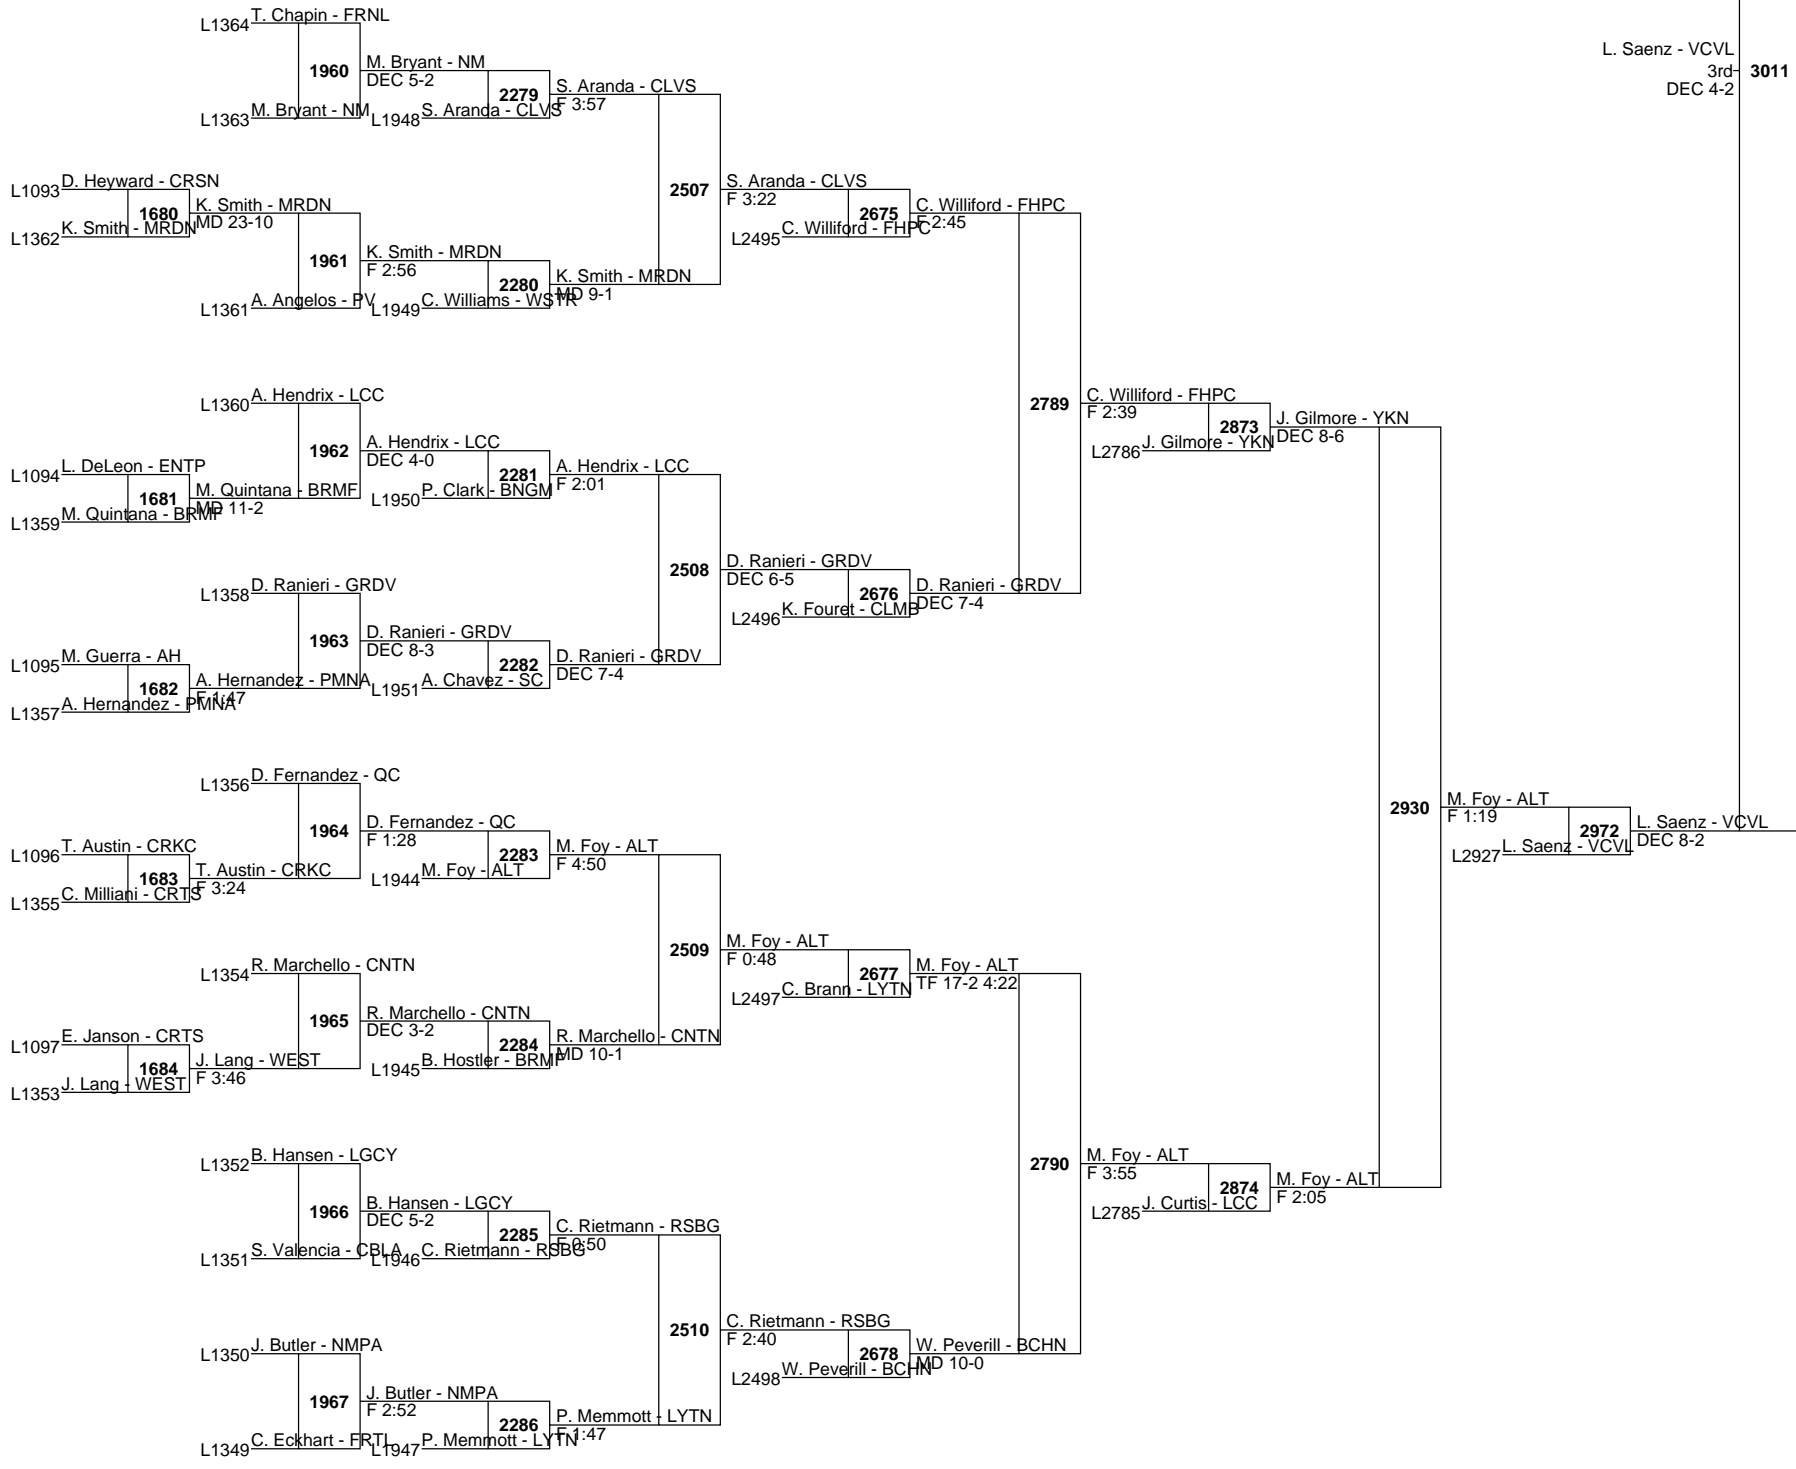 T. Chapin - FRNL
L1364
1960
M. Bryant - NM
DEC 5-2
M. Bryant - NM
L1363
L1948
S. Aranda - CLVS
2279
S. Aranda - CLVS
F 3:57
L1093
D. Heyward - CRSN
1680
K. Smith - MRDN
L1362
K. Smith - MRDN
MD 23-10
1961
A. Angelos - PV
L1361
K. Smith - MRDN
F 2:56
2280
L1949
C. Williams - WSTR
K. Smith - MRDN
MD 9-1
2507
S. Aranda - CLVS
F 3:22
2675
L2495
C. Williford - FHPC
C. Williford - FHPC
F 2:45
L1360
A. Hendrix - LCC
1962
A. Hendrix - LCC
DEC 4-0
L1094
L. DeLeon - ENTP
1681
L1359
M. Quintana - BRMF
M. Quintana - BRMF
MD 11-2
2281
L1950
P. Clark - BNGM
A. Hendrix - LCC
F 2:01
L1358
D. Ranieri - GRDV
1963
L1095
M. Guerra - AH
1682
L1357
A. Hernandez - PMNA
A. Hernandez - PMNA
F 1:47
D. Ranieri - GRDV
DEC 8-3
2282
L1951
A. Chavez - SC
D. Ranieri - GRDV
DEC 7-4
2508
D. Ranieri - GRDV
DEC 6-5
2676
L2496
K. Fouret - CLMB
D. Ranieri - GRDV
DEC 7-4
2789
C. Williford - FHPC
F 2:39
2873
L2786
J. Gilmore - YKN
J. Gilmore - YKN
DEC 8-6
L1356
D. Fernandez - QC
1964
L1096
T. Austin - CRKC
1683
L1355
C. Milliani - CRTS
T. Austin - CRKC
F 3:24
D. Fernandez - QC
F 1:28
2283
L1944
M. Foy - ALT
M. Foy - ALT
F 4:50
L1354
R. Marchello - CNTN
1965
L1097
E. Janson - CRTS
1684
L1353
J. Lang - WEST
J. Lang - WEST
F 3:46
R. Marchello - CNTN
DEC 3-2
2284
L1945
B. Hostler - BRMF
R. Marchello - CNTN
MD 10-1
2509
M. Foy - ALT
F 0:48
2677
L2497
C. Brann - LYTN
M. Foy - ALT
TF 17-2 4:22
L1352
B. Hansen - LGCY
1966
L1351
S. Valencia - CBLA
B. Hansen - LGCY
DEC 5-2
2285
L1946
C. Rietmann - RSBG
C. Rietmann - RSBG
F 0:50
L1350
J. Butler - NMPA
1967
L1349
C. Eckhart - FRTL
J. Butler - NMPA
F 2:52
2286
L1947
P. Memmott - LYTN
P. Memmott - LYTN
F 1:47
2510
C. Rietmann - RSBG
F 2:40
2678
L2498
W. Peverill - BCHN
W. Peverill - BCHN
MD 10-0
2790
M. Foy - ALT
F 3:55
2874
L2785
J. Curtis - LCC
M. Foy - ALT
F 2:05
2930
M. Foy - ALT
F 1:19
2972
L2927
L. Saenz - VCVL
L. Saenz - VCVL
DEC 8-2
L. Saenz - VCVL
3rd
3011
DEC 4-2